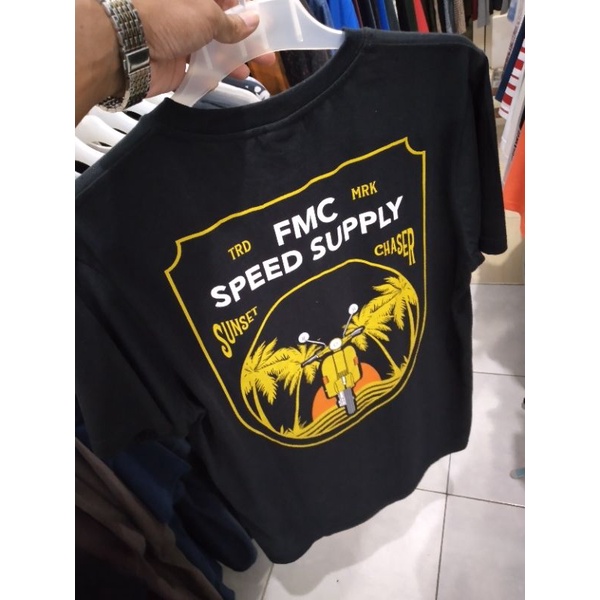 TRD FMC MRK
SPEED SUPPLY
SUNSET CHASER